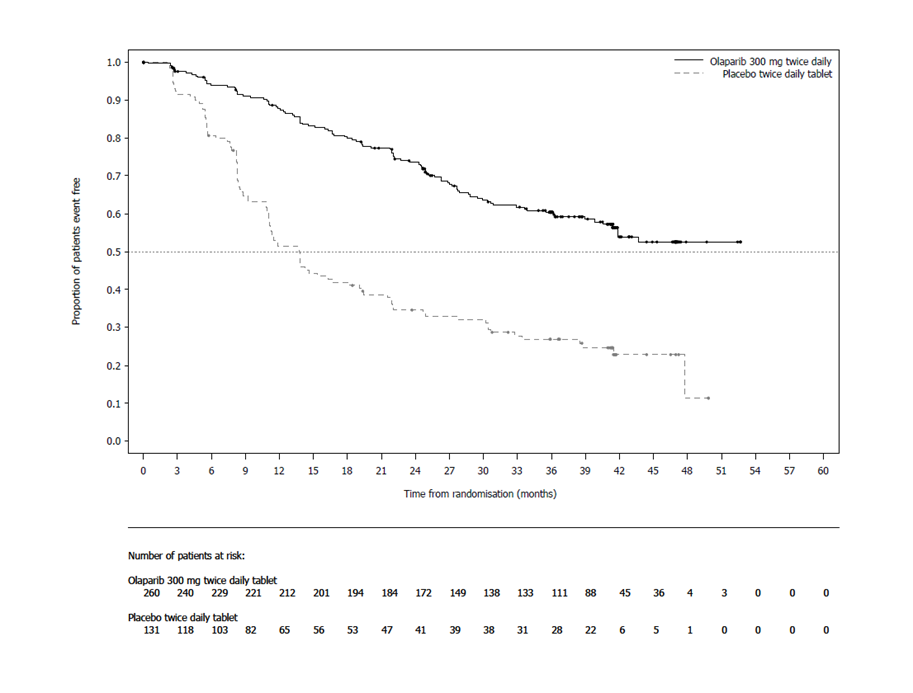 Olaparib 300 mg twice daily
Placebo twice daily tablet
Proportion of patients event free
1.0
0.9
0.8
0.7
0.6
0.5
0.4
0.3
0.2
0.1
0.0
0 3 6 9 12 15 18 21 24 27 30 33 36 39 42 45 48 51 54 57 60
Time from randomisation (months)
Number of patients at risk:
Olaparib 300 mg twice daily tablet
260 240 229 221 212 201 194 184 172 149 138 133 111 88 45 36 4 3 0 0 0
Placebo twice daily tablet
131 118 103 82 65 56 53 47 41 39 38 31 28 22 6 5 1 0 0 0 0